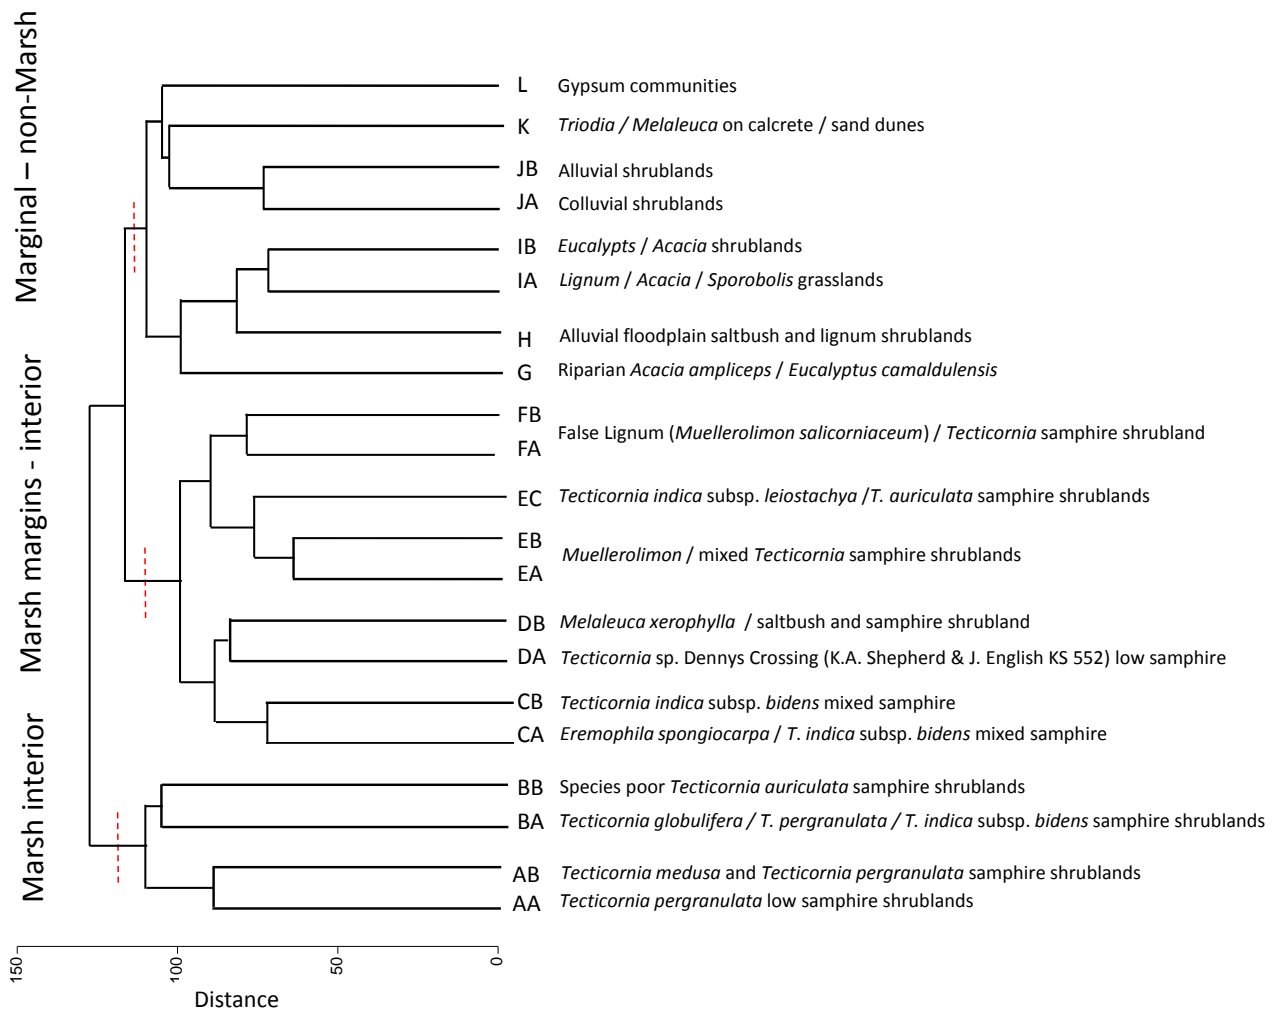 Marginal – non-Marsh
Marsh margins - interior
Marsh interior
L Gypsum communities
K Triodia / Melaleuca on calcrete / sand dunes
JB Alluvial shrublands
JA Colluvial shrublands
IB Eucalypts / Acacia shrublands
IA Lignum / Acacia / Sporobolis grasslands
H Alluvial floodplain saltbush and lignum shrublands
G Riparian Acacia ampliceps / Eucalyptus camaldulensis
FB
False Lignum (Muellerolimon salicorniaceum) / Tecticornia samphire shrubland
FA
EC Tecticornia indica subsp. leiostachya /T. auriculata samphire shrublands
EB
Muellerolimon / mixed Tecticornia samphire shrublands
EA
DB Melaleuca xerophylla / saltbush and samphire shrubland
DA Tecticornia sp. Dennys Crossing (K.A. Shepherd & J. English KS 552) low samphire
CB Tecticornia indica subsp. bidens mixed samphire
CA Eremophila spongiocarpa / T. indica subsp. bidens mixed samphire
BB Species poor Tecticornia auriculata samphire shrublands
BA Tecticornia globulifera / T. pergranulata / T. indica subsp. bidens samphire shrublands
AB Tecticornia medusa and Tecticornia pergranulata samphire shrublands
AA Tecticornia pergranulata low samphire shrublands
150 100 50 0
Distance